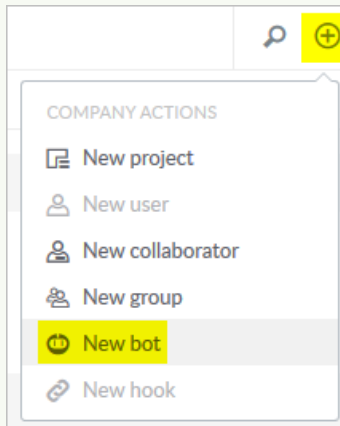 COMPANY ACTIONS
New project
New user
New collaborator
New group
New bot
New hook